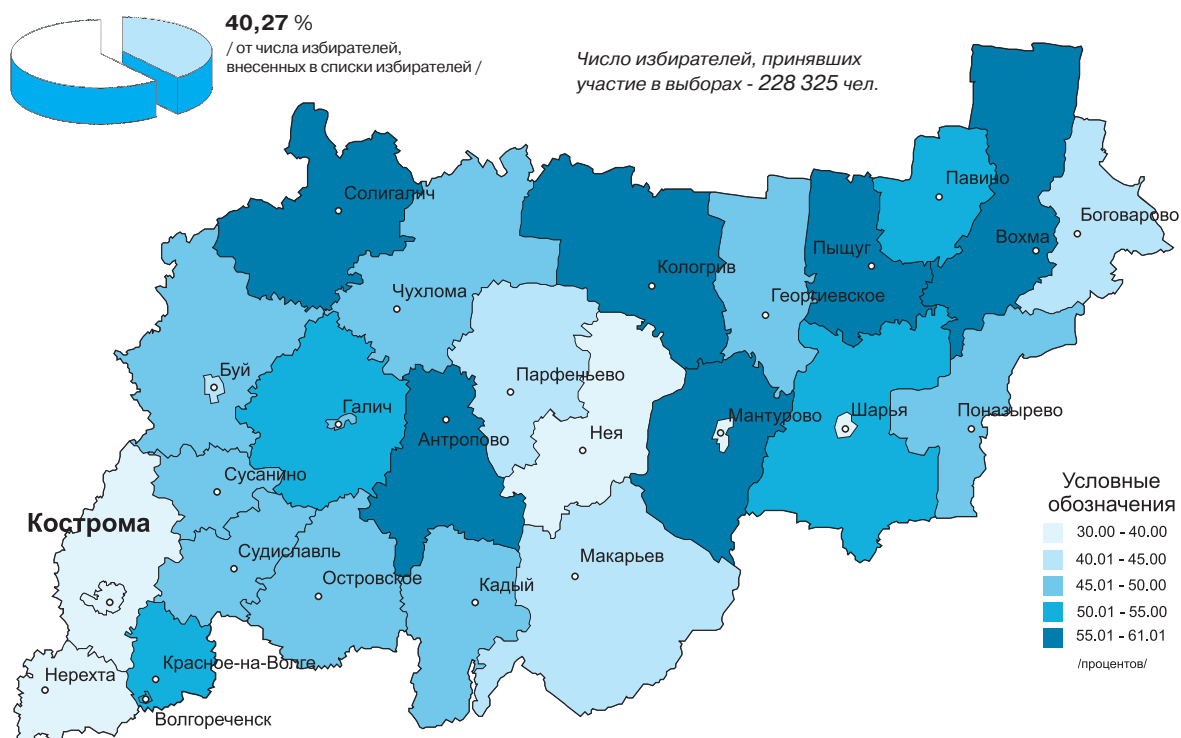 40,27 %
/ от числа избирателей,
внесенных в списки избирателей /
Число избирателей, принявших
участие в выборах - 228 325 чел.
Солигалич
Павино
Боговарово
Вохма
Пыщуг
Кологрив
Георгиевское
Чухлома
Буй
Парфеньево
Галич
Антропово
Нея
Мантурово
Шарья
Поназырево
Сусанино
Кострома
Судиславль
Островское
Кадый
Макарьев
Красное-на-Волге
Нерехта
Волгореченск
Условные
обозначения
30.00 - 40.00
40.01 - 45.00
45.01 - 50.00
50.01 - 55.00
55.01 - 61.01
/процентов/